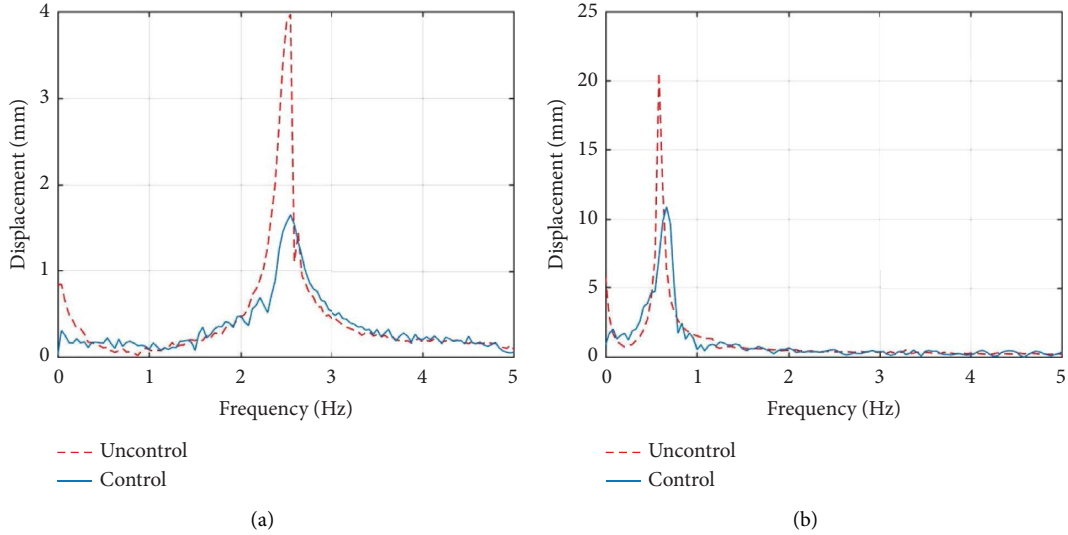 4
3
2
1
0
Displacement (mm)
0 1 2 3 4 5
Frequency (Hz)
Uncontrol
Control
(a)
25
20
15
10
5
0
Displacement (mm)
0 1 2 3 4 5
Frequency (Hz)
Uncontrol
Control
(b)